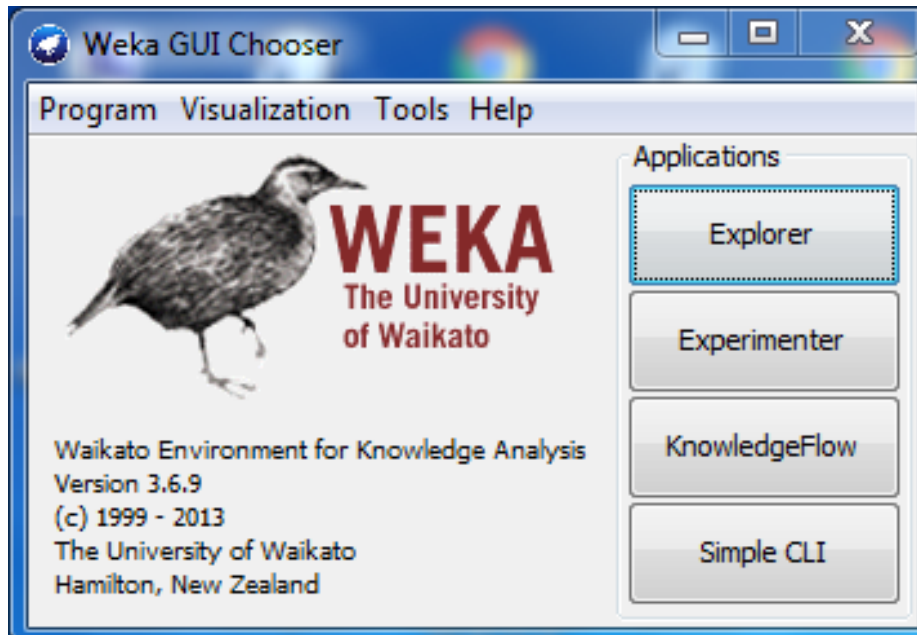 Weka GUI Chooser
Program Visualization Tools Help
WEKA
The University
of Waikato
Waikato Environment for Knowledge Analysis
Version 3.6.9
(c) 1999 - 2013
The University of Waikato
Hamilton, New Zealand
Applications
Explorer
Experimenter
KnowledgeFlow
Simple CLI